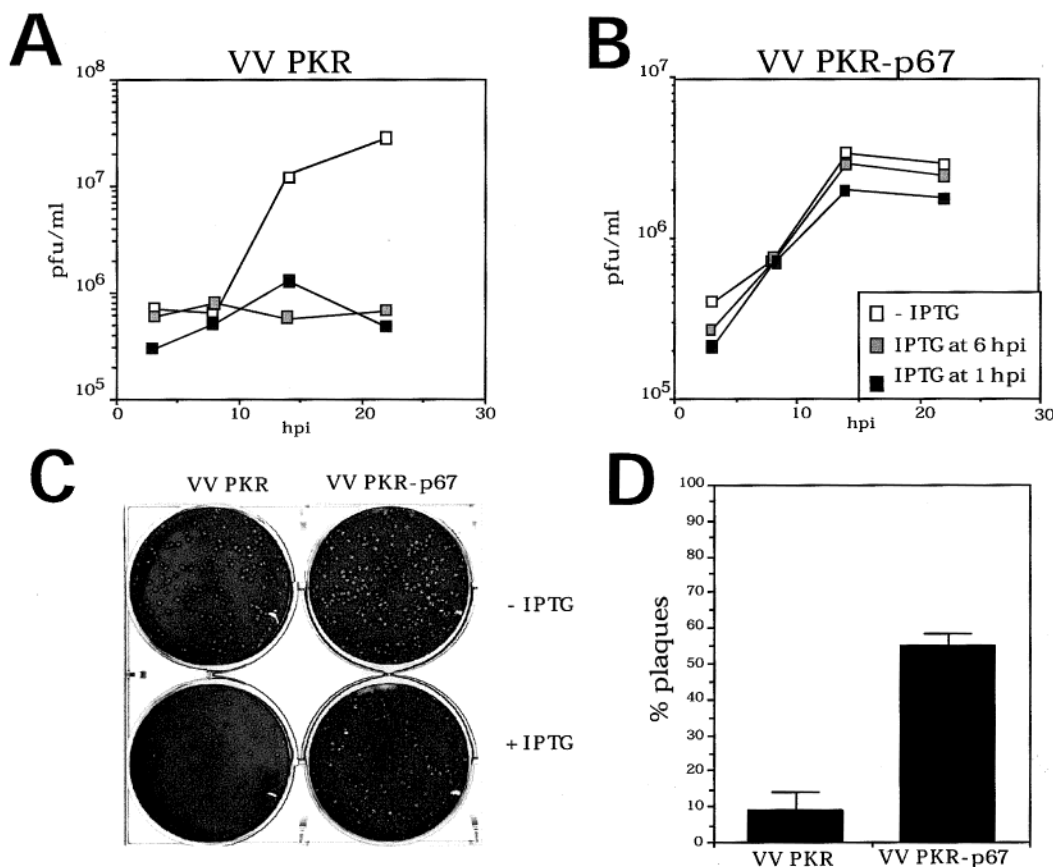 A
VV PKR
10^8
10^7
10^6
10^5
pfu/ml
0
10
20
30
hpi
B
VV PKR-p67
10^7
10^6
10^5
pfu/ml
- IPTG
IPTG at 6 hpi
IPTG at 1 hpi
0
10
20
30
hpi
C
VV PKR
VV PKR-p67
- IPTG
+ IPTG
D
100
90
80
70
60
50
40
30
20
10
0
% plaques
VV PKR
VV PKR-p67